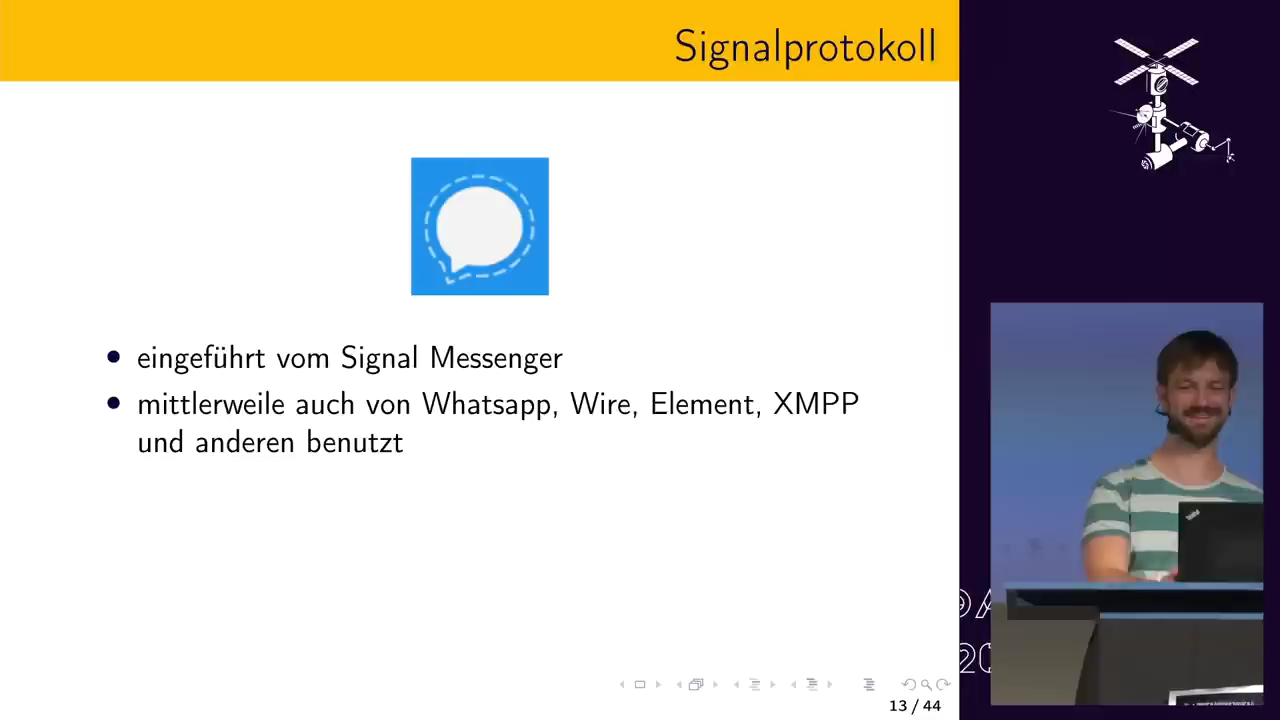 Signalprotokoll
eingeführt vom Signal Messenger
mittlerweile auch von Whatsapp, Wire, Element, XMPP
und anderen benutzt
13 / 44